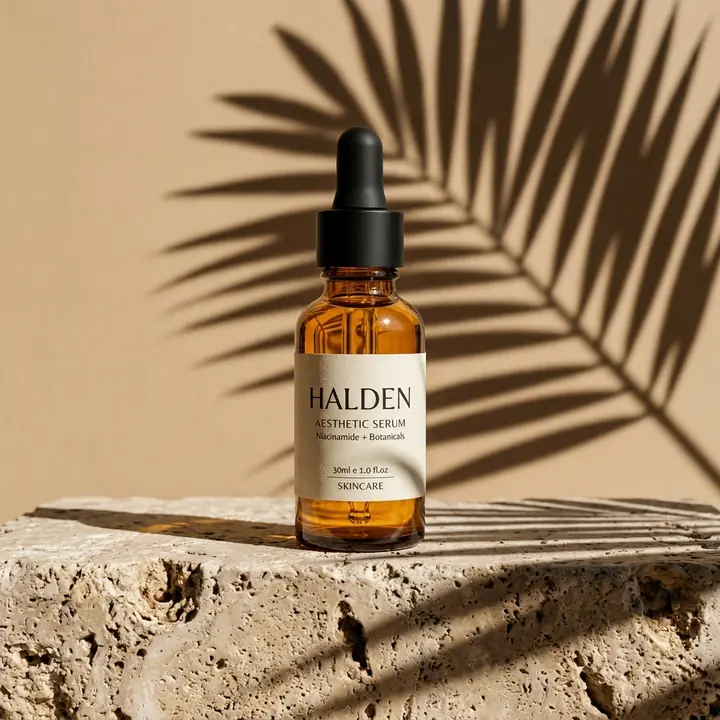 HALDEN
AESTHETIC SERUM
Niacinamide + Botanicals
30ml e 1.0 fl.oz
SKINCARE